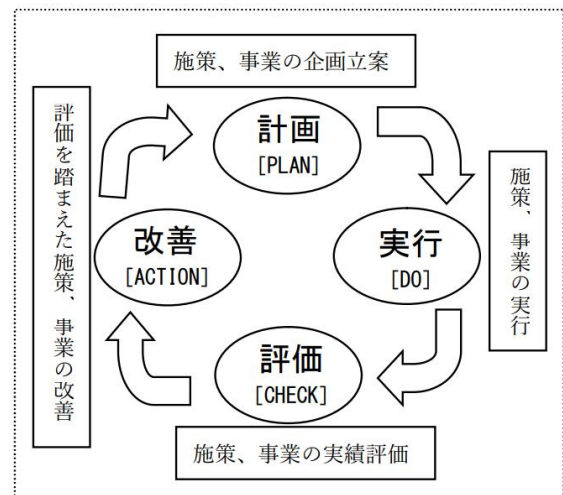 施策、事業の企画立案
計画
[PLAN]
評価を踏まえた施策、事業の改善
改善
[ACTION]
実行
[DO]
施策、事業の実行
評価
[CHECK]
施策、事業の実績評価